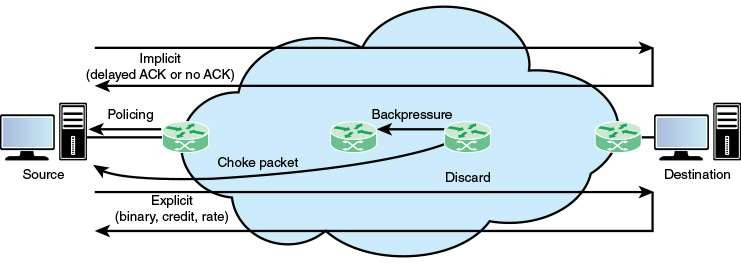 Implicit
(delayed ACK or no ACK)
Policing
Backpressure
Choke packet
Source
Discard
Destination
Explicit
(binary, credit, rate)